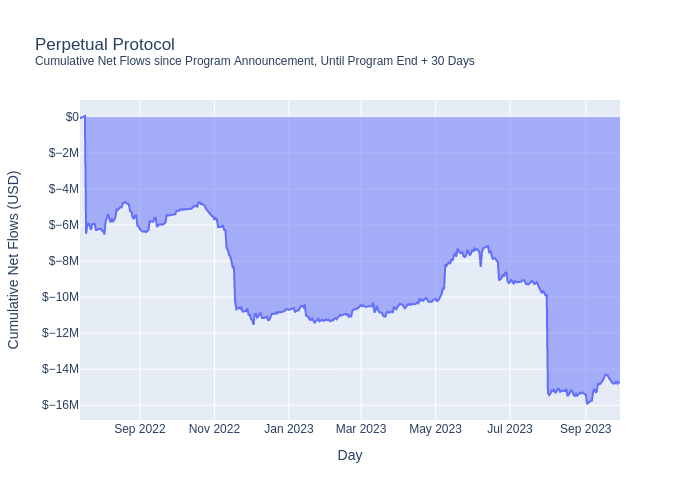 Perpetual Protocol
Cumulative Net Flows since Program Announcement, Until Program End + 30 Days
Cumulative Net Flows (USD)
$0
$−2M
$−4M
$−6M
$−8M
$−10M
$−12M
$−14M
$−16M
Sep 2022 Nov 2022 Jan 2023 Mar 2023 May 2023 Jul 2023 Sep 2023
Day